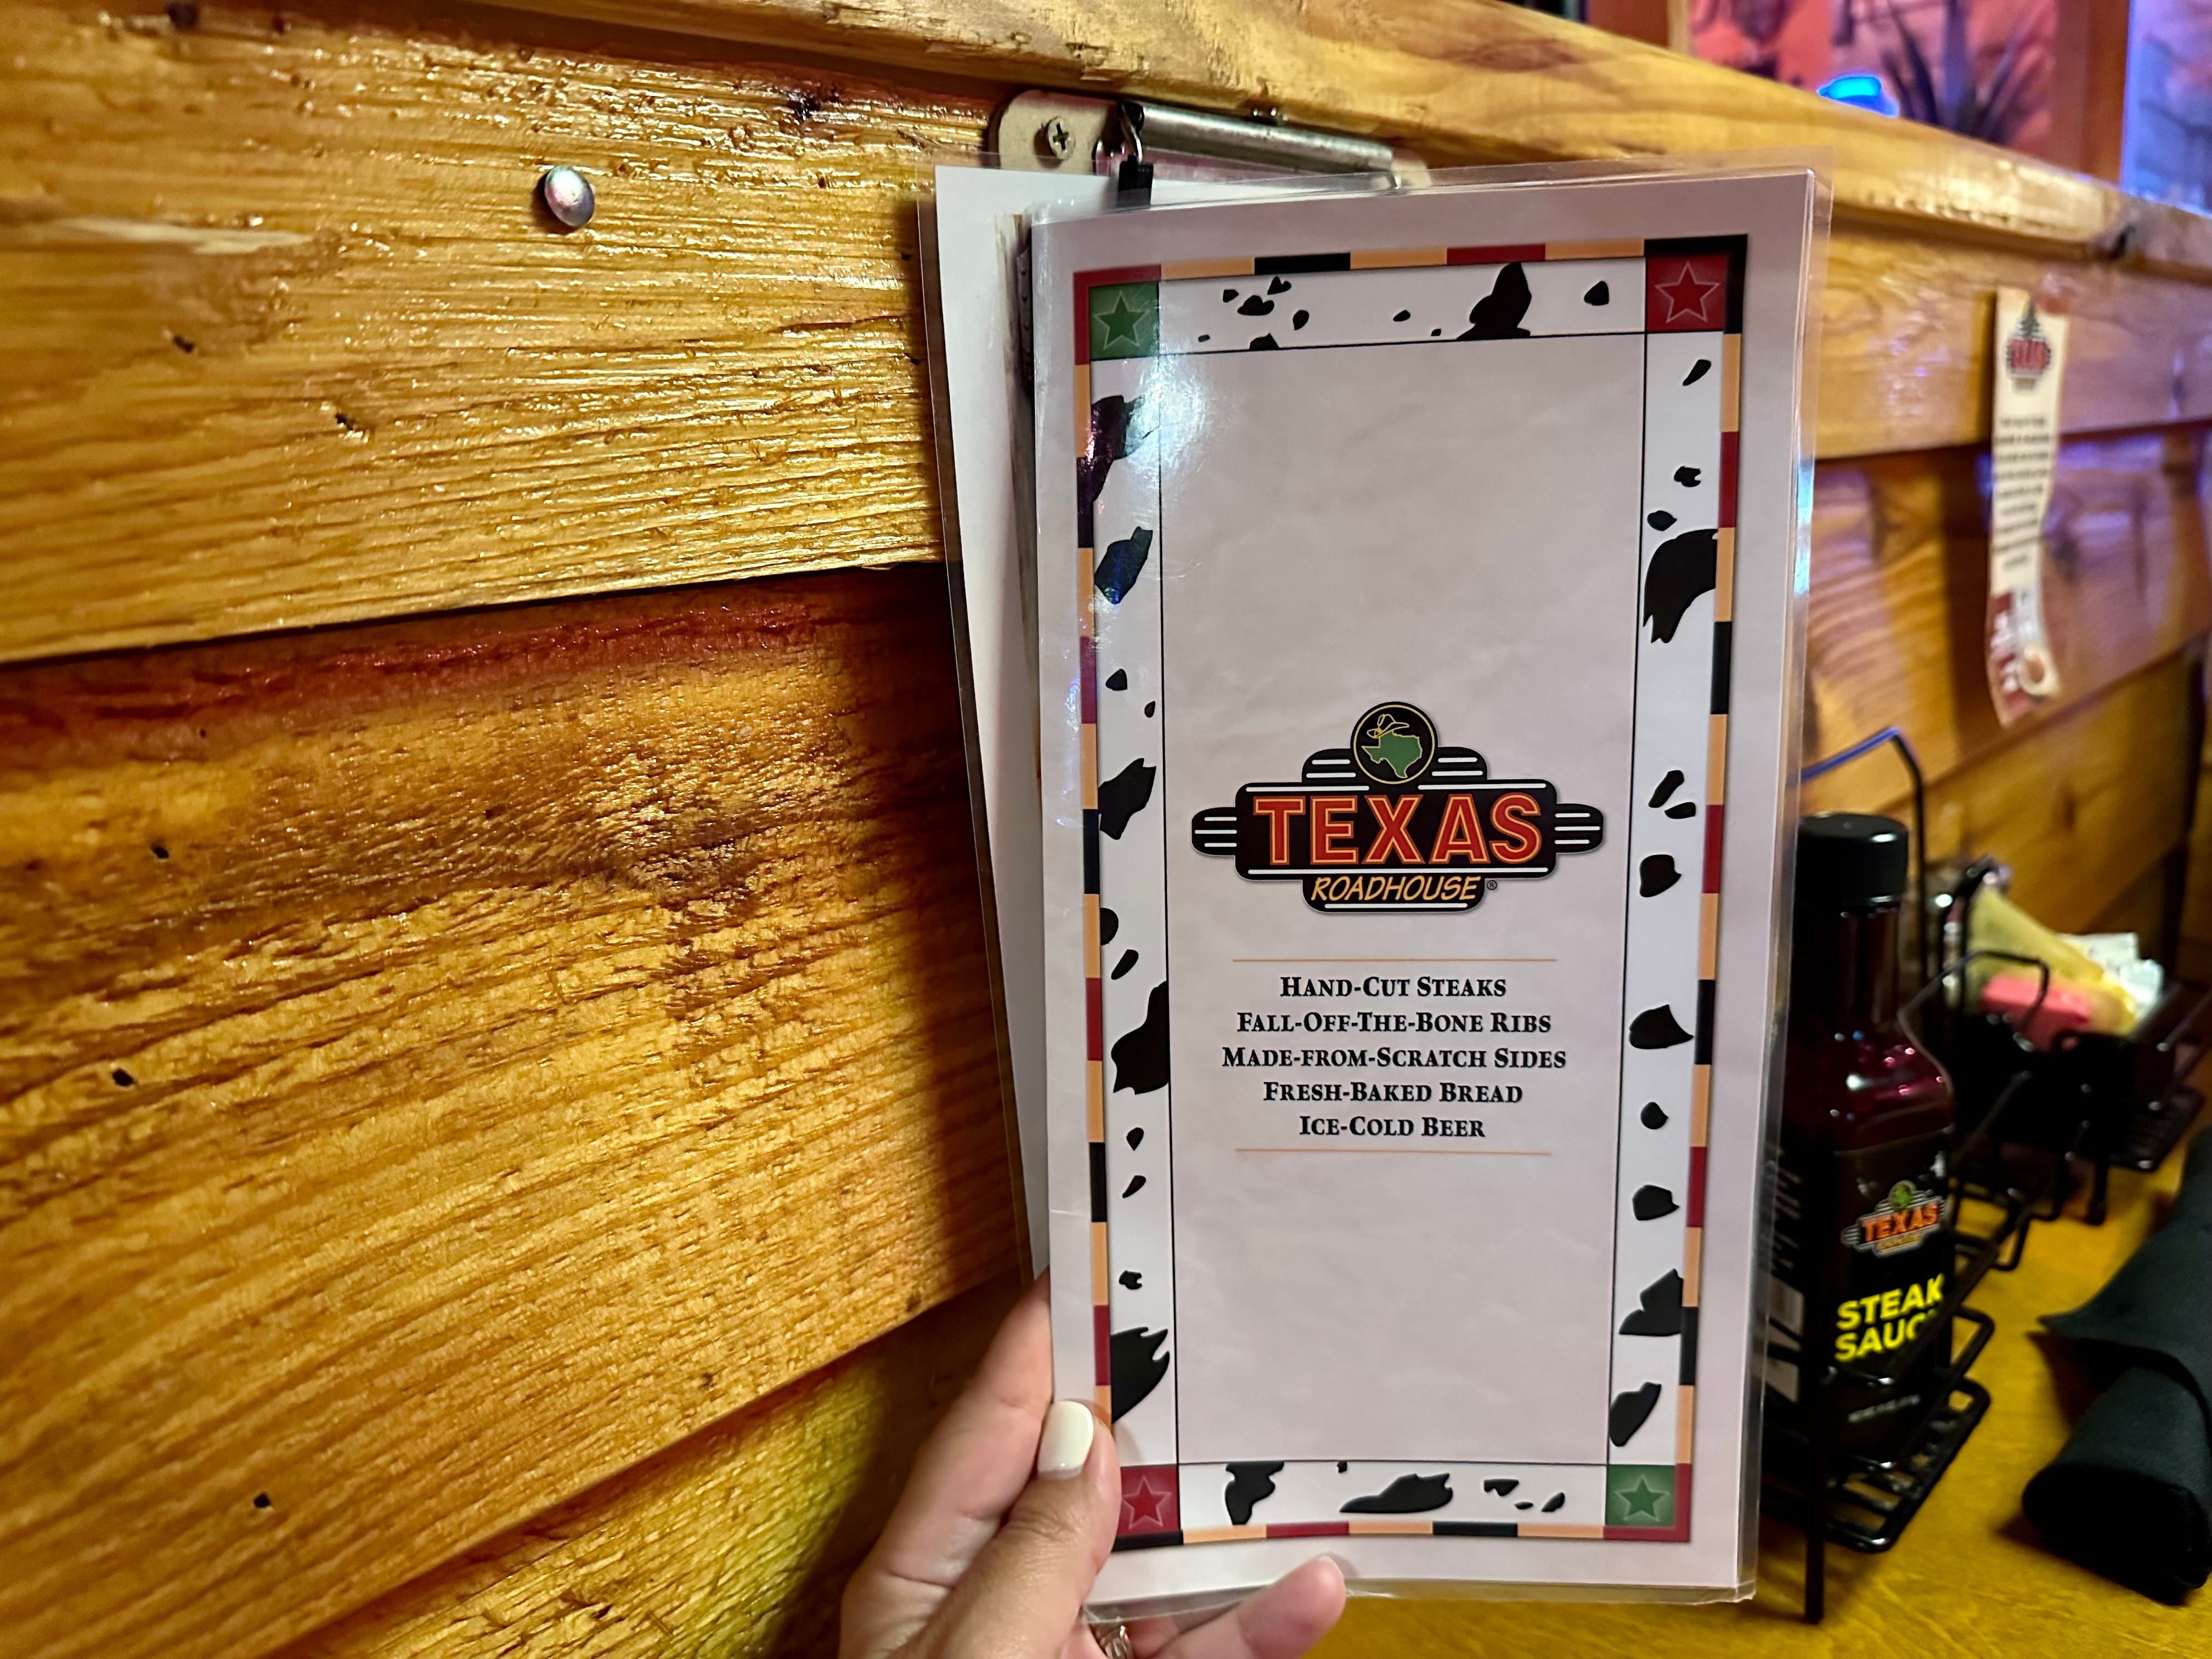 TEXAS
ROADHOUSE®
HAND-CUT STEAKS
FALL-OFF-THE-BONE RIBS
MADE-FROM-SCRATCH SIDES
FRESH-BAKED BREAD
ICE-COLD BEER
TEXAS
STEAK
SAUC